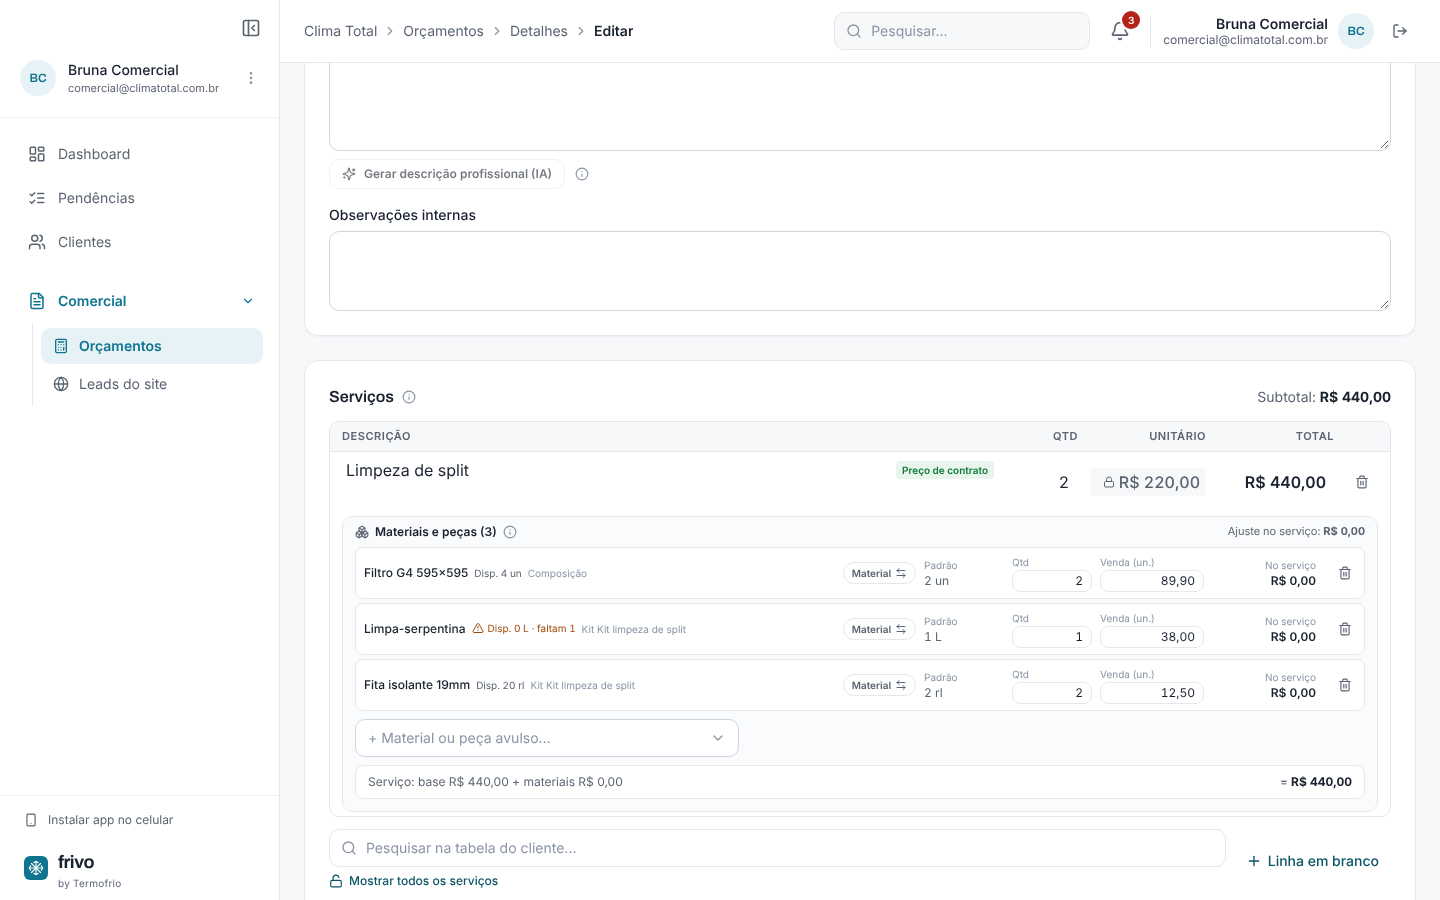 Clima Total > Orçamentos > Detalhes > Editar
Pesquisar...
3
Bruna Comercial
comercial@climatotal.com.br
BC
BC
Bruna Comercial
comercial@climatotal.com.br
Dashboard
Pendências
Clientes
Comercial
Orçamentos
Leads do site
Instalar app no celular
frivo
by Termofrio
Gerar descrição profissional (IA)
Observações internas
Serviços
Subtotal: R$ 440,00
DESCRIÇÃO QTD UNITÁRIO TOTAL
Limpeza de split Preço de contrato 2 R$ 220,00 R$ 440,00
Materiais e peças (3) Ajuste no serviço: R$ 0,00
Filtro G4 595×595 Disp. 4 un Composição Material
Padrão Qtd Venda (un.) No serviço
2 un 2 89,90 R$ 0,00
Limpa-serpentina Disp. 0 L · faltam 1 Kit Kit limpeza de split Material
Padrão Qtd Venda (un.) No serviço
1 L 1 38,00 R$ 0,00
Fita isolante 19mm Disp. 20 rl Kit Kit limpeza de split Material
Padrão Qtd Venda (un.) No serviço
2 rl 2 12,50 R$ 0,00
+ Material ou peça avulso...
Serviço: base R$ 440,00 + materiais R$ 0,00 = R$ 440,00
Pesquisar na tabela do cliente...
+ Linha em branco
Mostrar todos os serviços